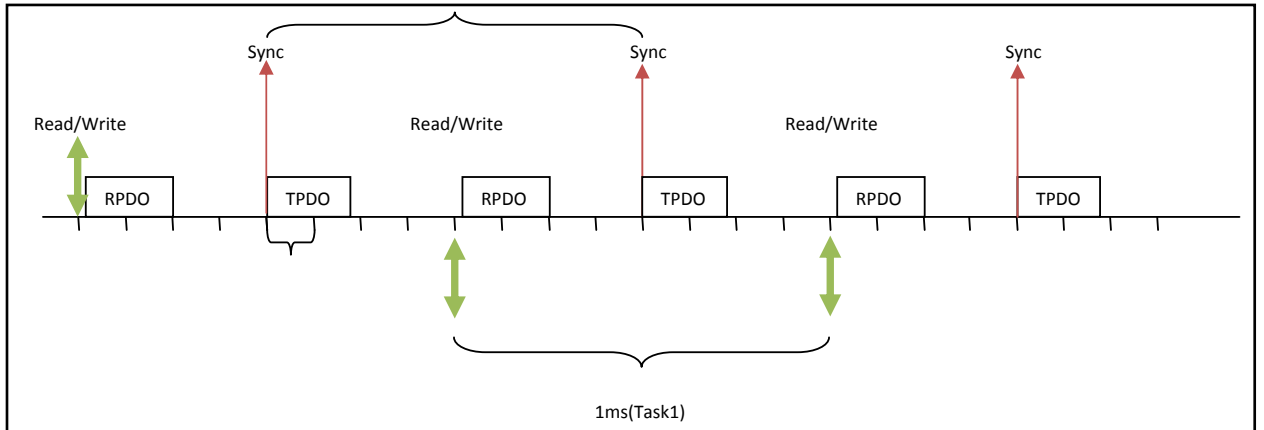 Sync
Sync
Sync
Read/Write
Read/Write
Read/Write
RPDO
TPDO
RPDO
TPDO
RPDO
TPDO
1ms(Task1)